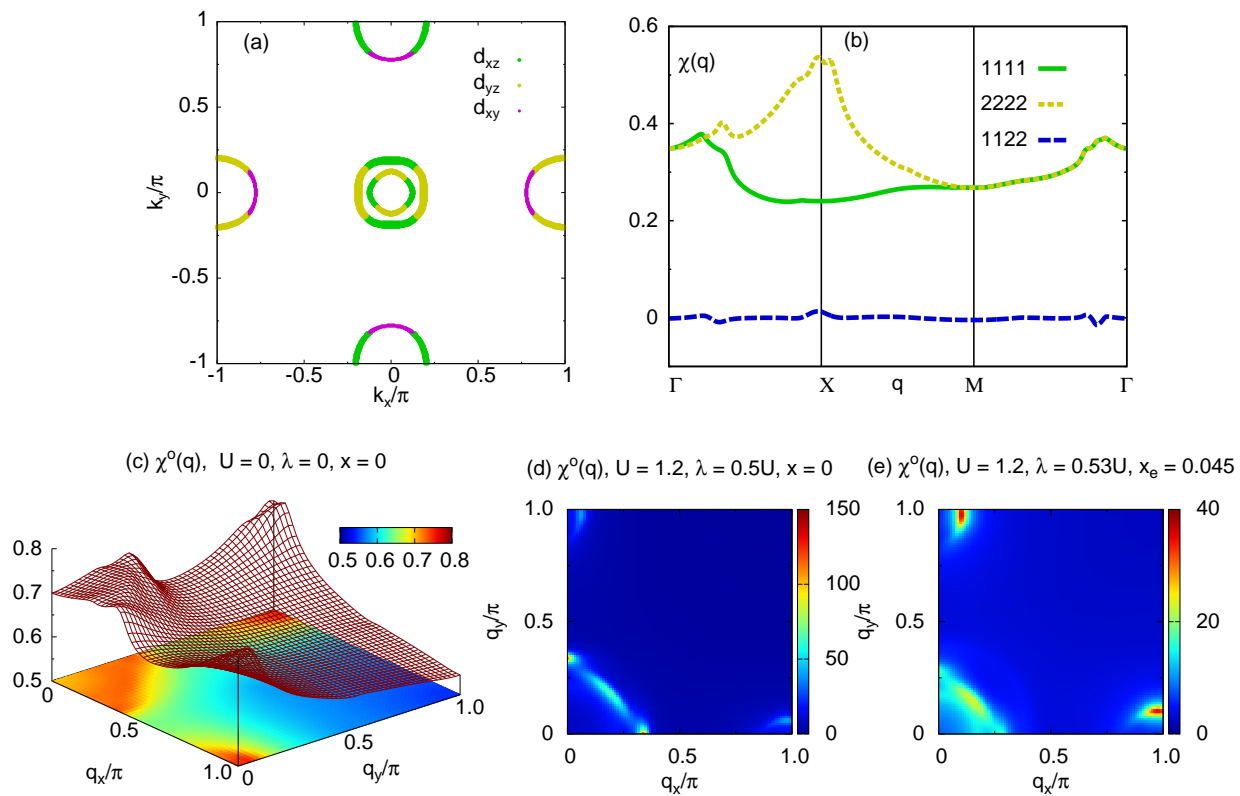 (a)
d_xz
d_yz
d_xy
1
0.5
0
-0.5
-1
k_y/π
-1 -0.5 0 0.5 1
k_x/π
(b)
χ(q)
1111
2222
1122
0.6
0.4
0.2
0
Γ X q M Γ
(c) χ^o(q), U = 0, λ = 0, x = 0
0.5 0.6 0.7 0.8
0.8
0.7
0.6
0.5
0 0.5 1.0
q_x/π
0 0.5 1.0
q_y/π
(d) χ^o(q), U = 1.2, λ = 0.5U, x = 0
1.0
0.5
0
q_y/π
0 0.5 1.0
q_x/π
150
100
50
0
(e) χ^o(q), U = 1.2, λ = 0.53U, x_e = 0.045
1.0
0.5
0
q_y/π
0 0.5 1.0
q_x/π
40
20
0